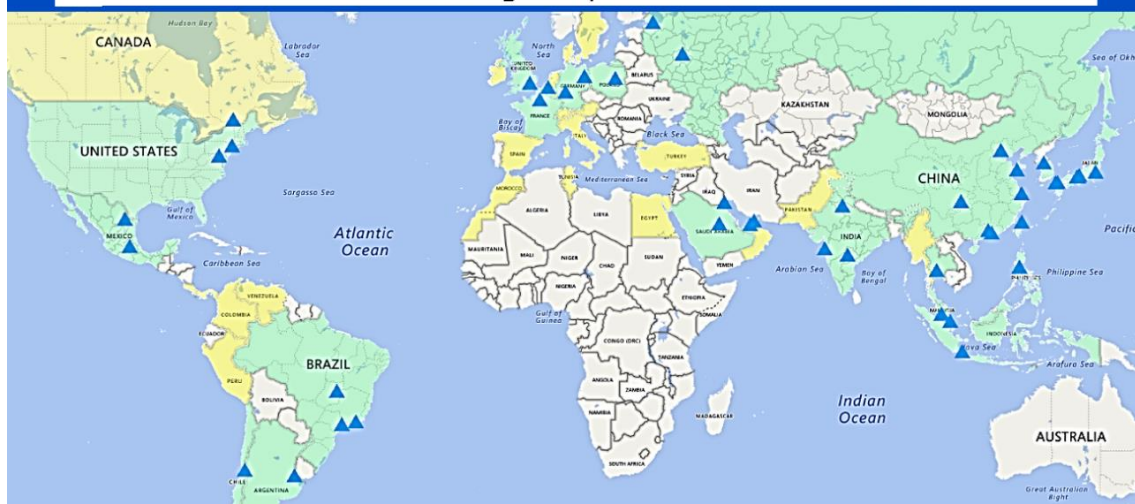 Hudson Bay
CANADA
Labrador
Sea
North
Sea
UNITED
KINGDOM
GERMANY
BELARUS
UKRAINE
FRANCE
Bay of
Biscay
ROMANIA
Black Sea
ITALY
SPAIN
TURKEY
KAZAKHSTAN
MONGOLIA
Sea of Okh
UNITED STATES
Sargasso Sea
Gulf of
Mexico
MEXICO
Caribbean Sea
Atlantic
Ocean
MOROCCO
TUNISIA
Mediterranean Sea
SYRIA
IRAQ
IRAN
ALGERIA
LIBYA
EGYPT
SAUDI ARABIA
PAKISTAN
CHINA
JAPAN
INDIA
Pacific
MAURITANIA
MALI
NIGER
CHAD
SUDAN
YEMEN
Arabian Sea
Bay of
Bengal
Philippine Sea
NIGERIA
ETHIOPIA
SOMALIA
Gulf of
Guinea
VENEZUELA
COLOMBIA
ECUADOR
PERU
BRAZIL
BOLIVIA
CHILE
ARGENTINA
CONGO (DRC)
TANZANIA
ANGOLA
ZAMBIA
NAMIBIA
MADAGASCAR
SOUTH AFRICA
Indian
Ocean
INDONESIA
Arafura Sea
AUSTRALIA
Great Australian
Bight